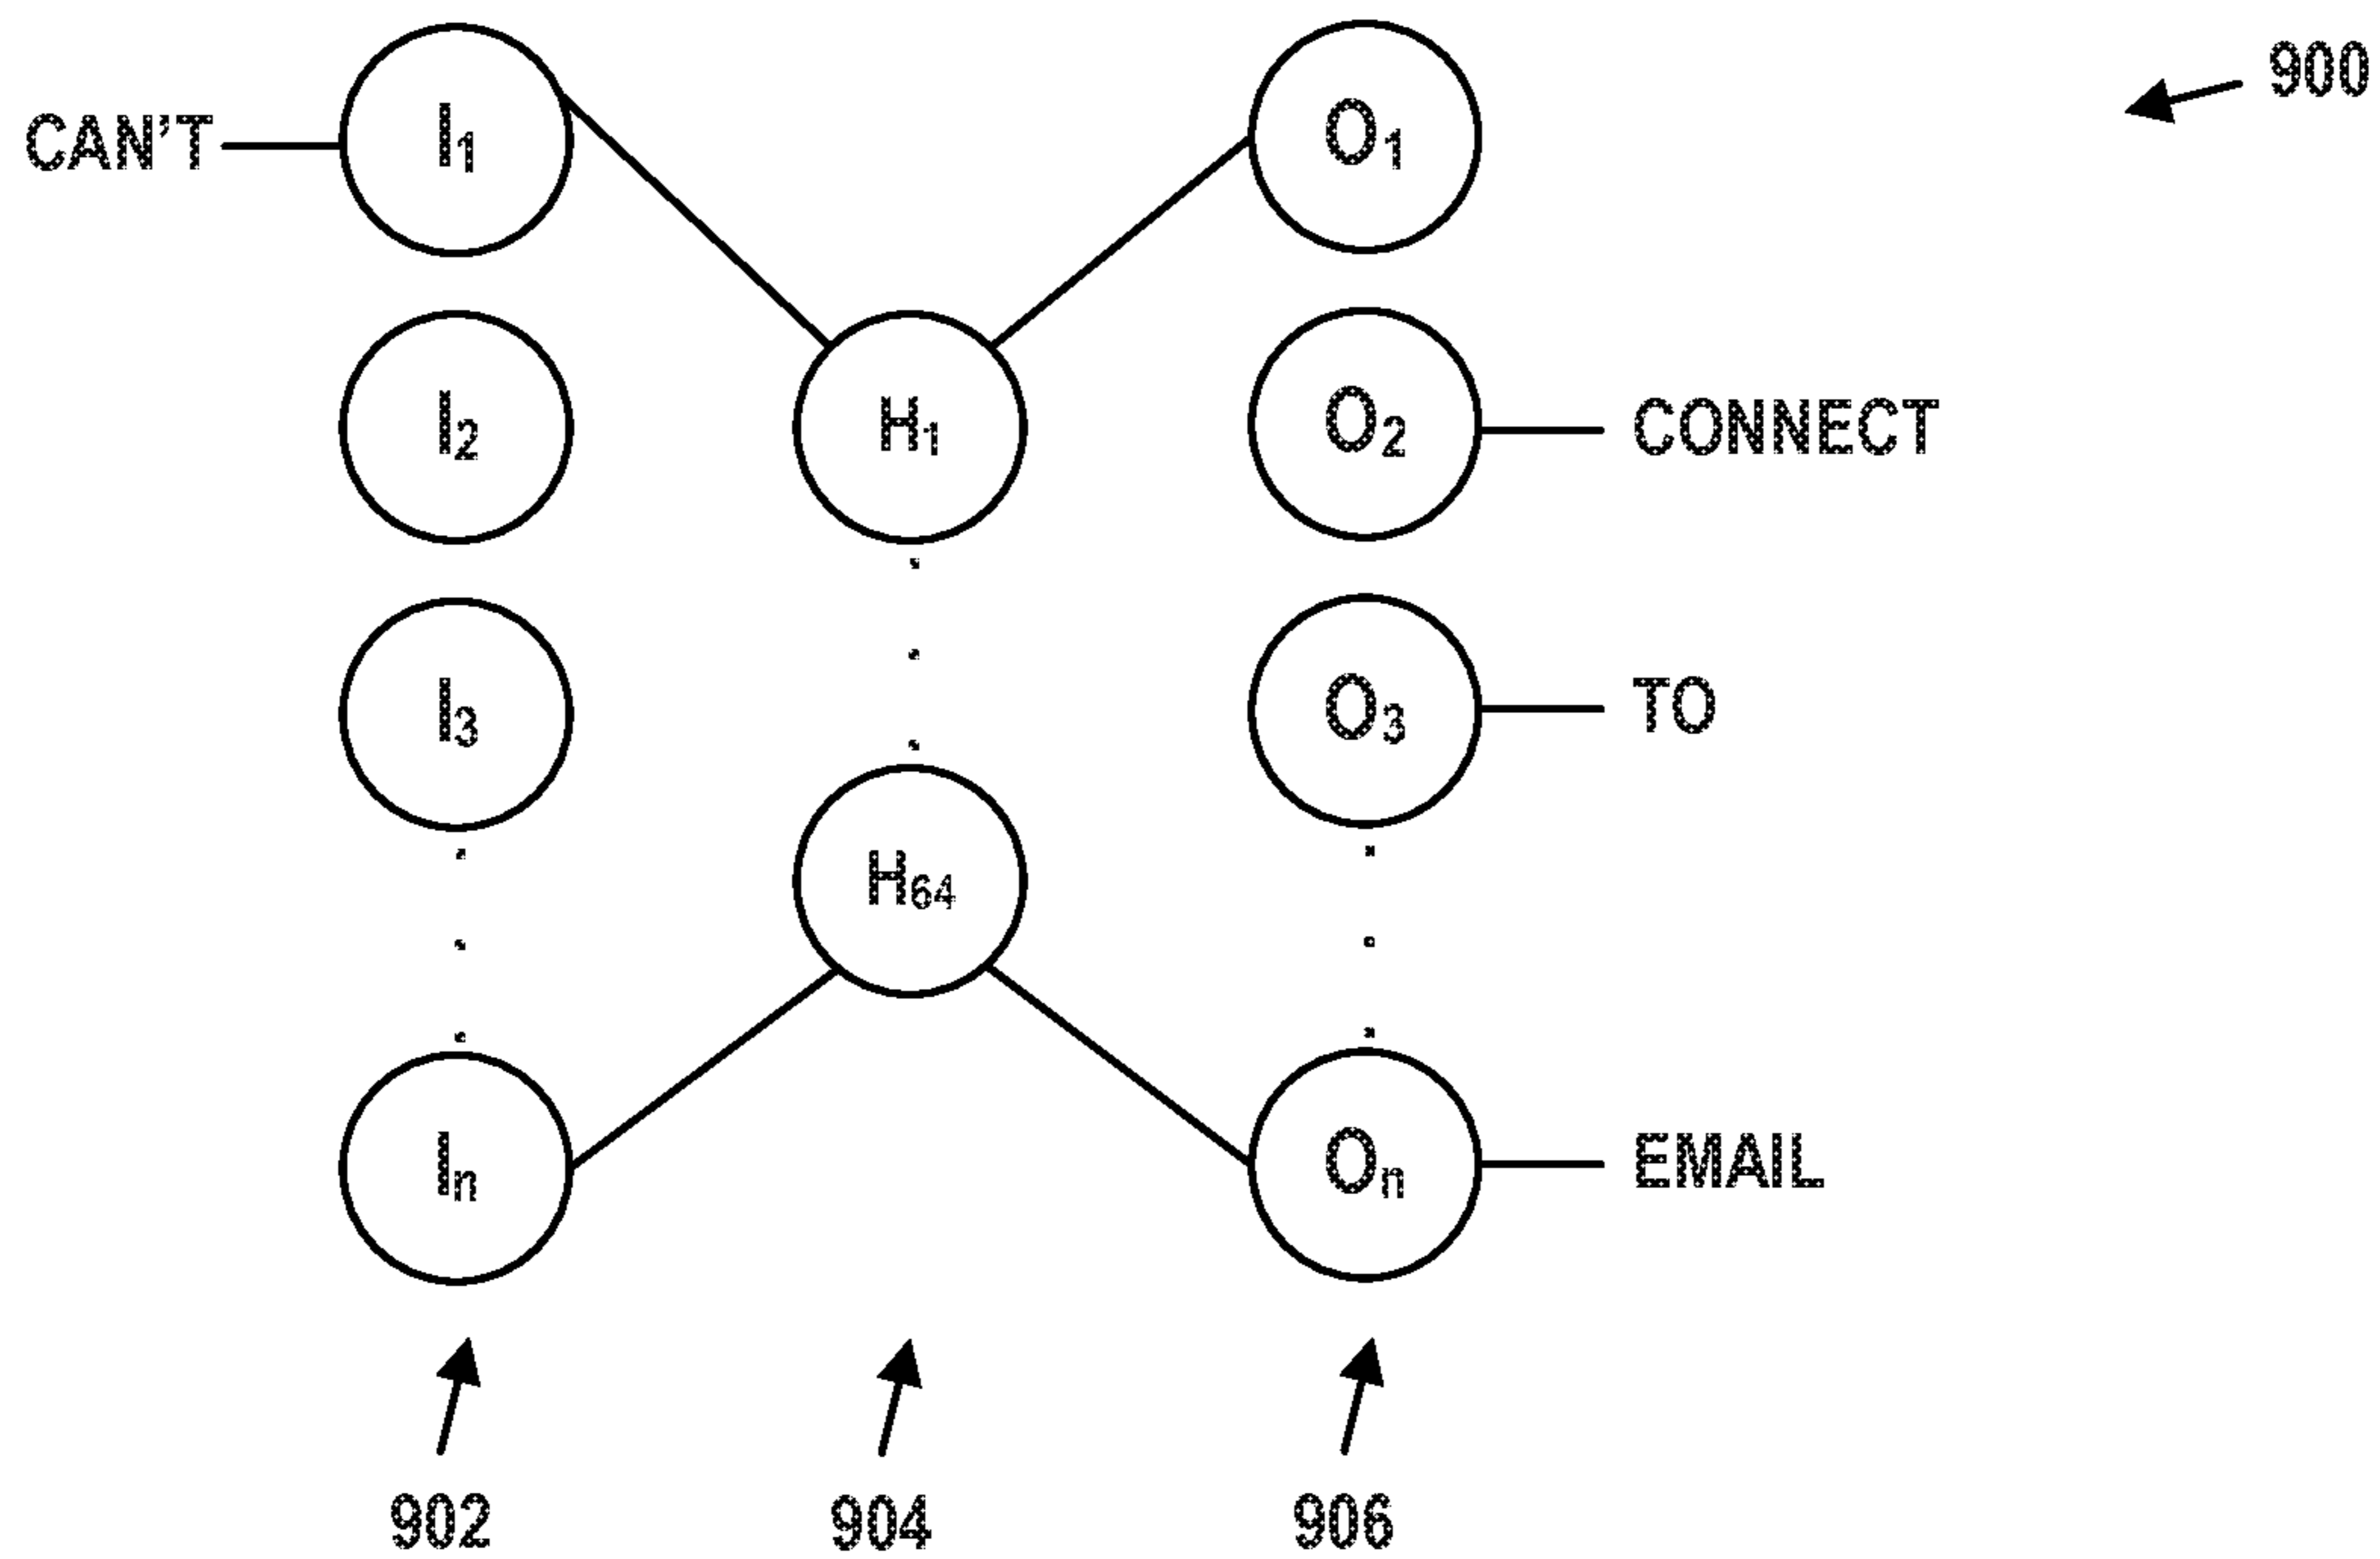 900
CAN'T I₁ O₁
I₂ H₁ O₂ CONNECT
I₃ O₃ TO
H₆₄
Iₙ Oₙ EMAIL
902 904 906